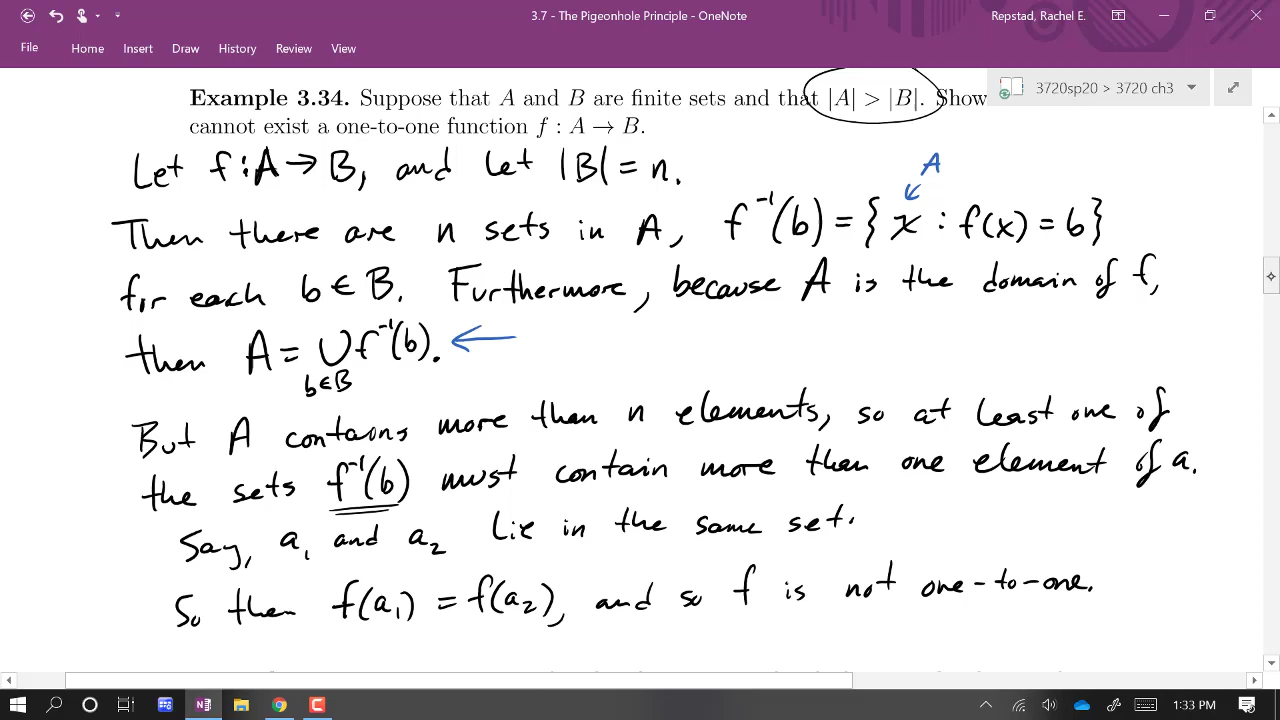 3.7 - The Pigeonhole Principle - OneNote
Repstad, Rachel E.
File Home Insert Draw History Review View
3720sp20 > 3720 ch3
Example 3.34. Suppose that A and B are finite sets and that |A| > |B|. Show
cannot exist a one-to-one function f : A → B.
Let f: A → B, and let |B| = n.
A
Then there are n sets in A, f⁻¹(b) = { x : f(x) = b}
for each b ∈ B. Furthermore, because A is the domain of f,
then A = ∪ f⁻¹(b).
b ∈ B
But A contains more than n elements, so at least one of
the sets f⁻¹(b) must contain more than one element of a.
Say, a₁ and a₂ lie in the same set.
So then f(a₁) = f(a₂), and so f is not one-to-one.
1:33 PM